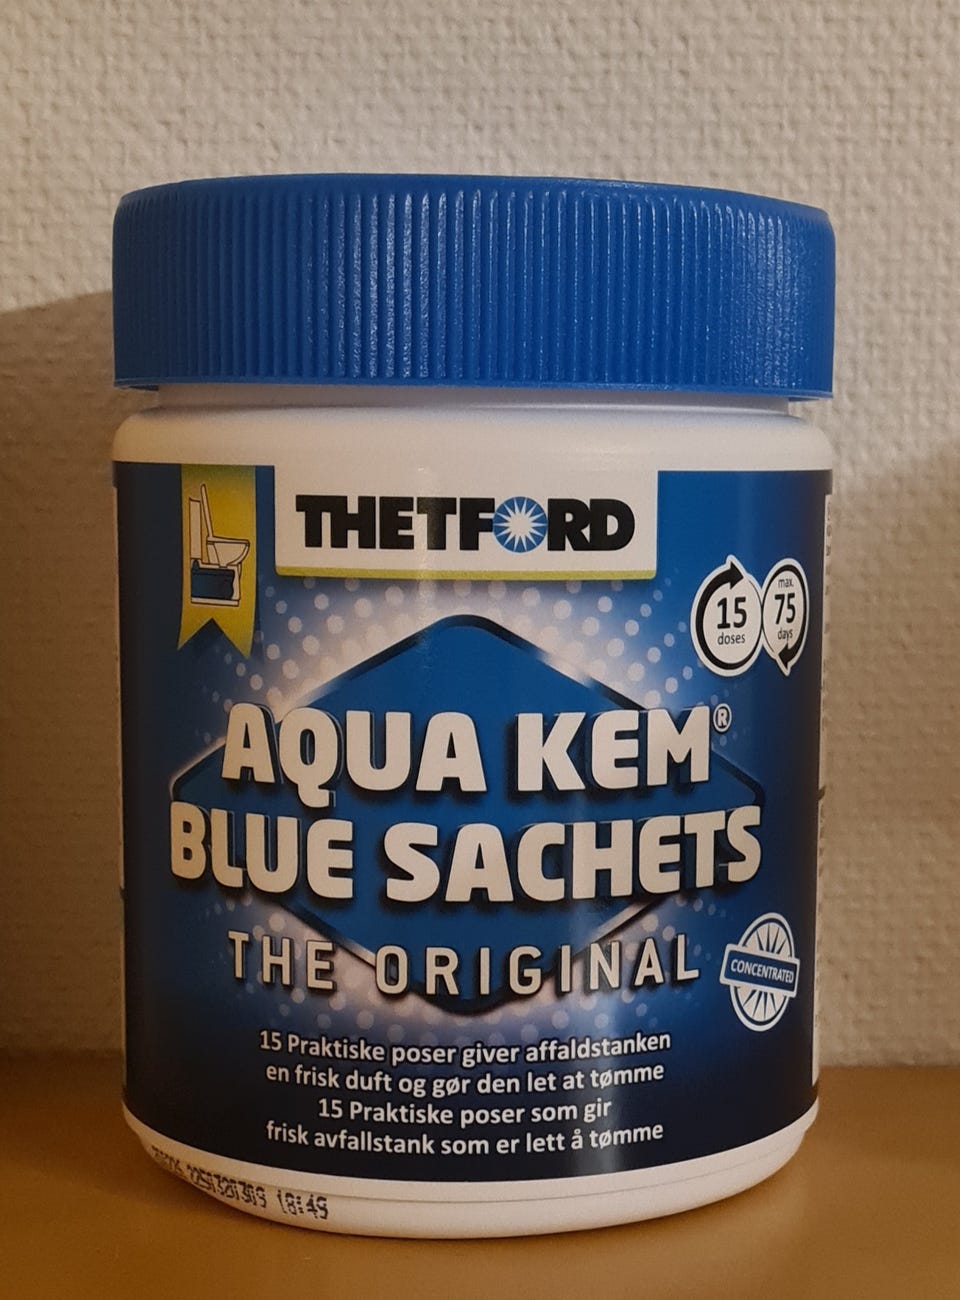 THETFORD
15
doses
max.
75
days
AQUA KEM®
BLUE SACHETS
THE ORIGINAL
CONCENTRATED
15 Praktiske poser giver affaldstanken
en frisk duft og gør den let at tømme
15 Praktiske poser som gir
frisk avfallstank som er lett å tømme
18:49